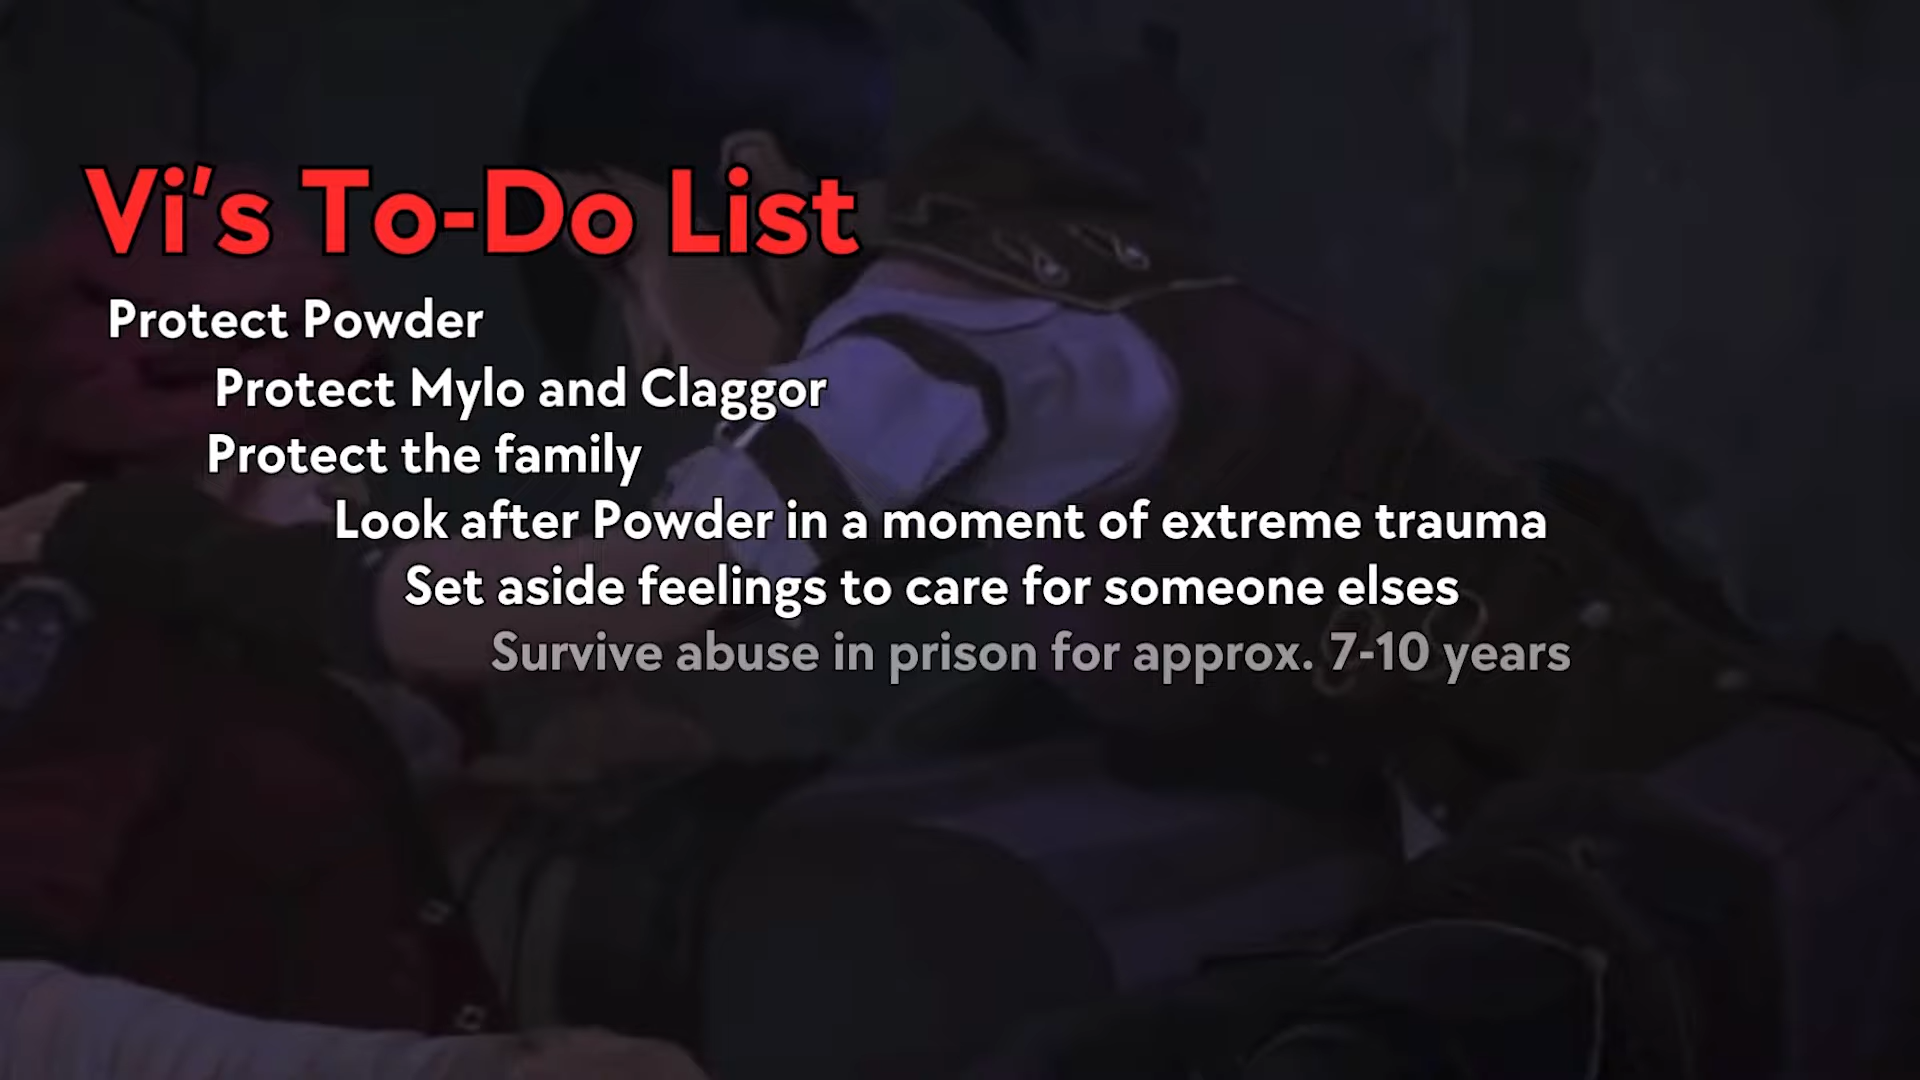 Vi's To-Do List
Protect Powder
Protect Mylo and Claggor
Protect the family
Look after Powder in a moment of extreme trauma
Set aside feelings to care for someone elses
Survive abuse in prison for approx. 7-10 years